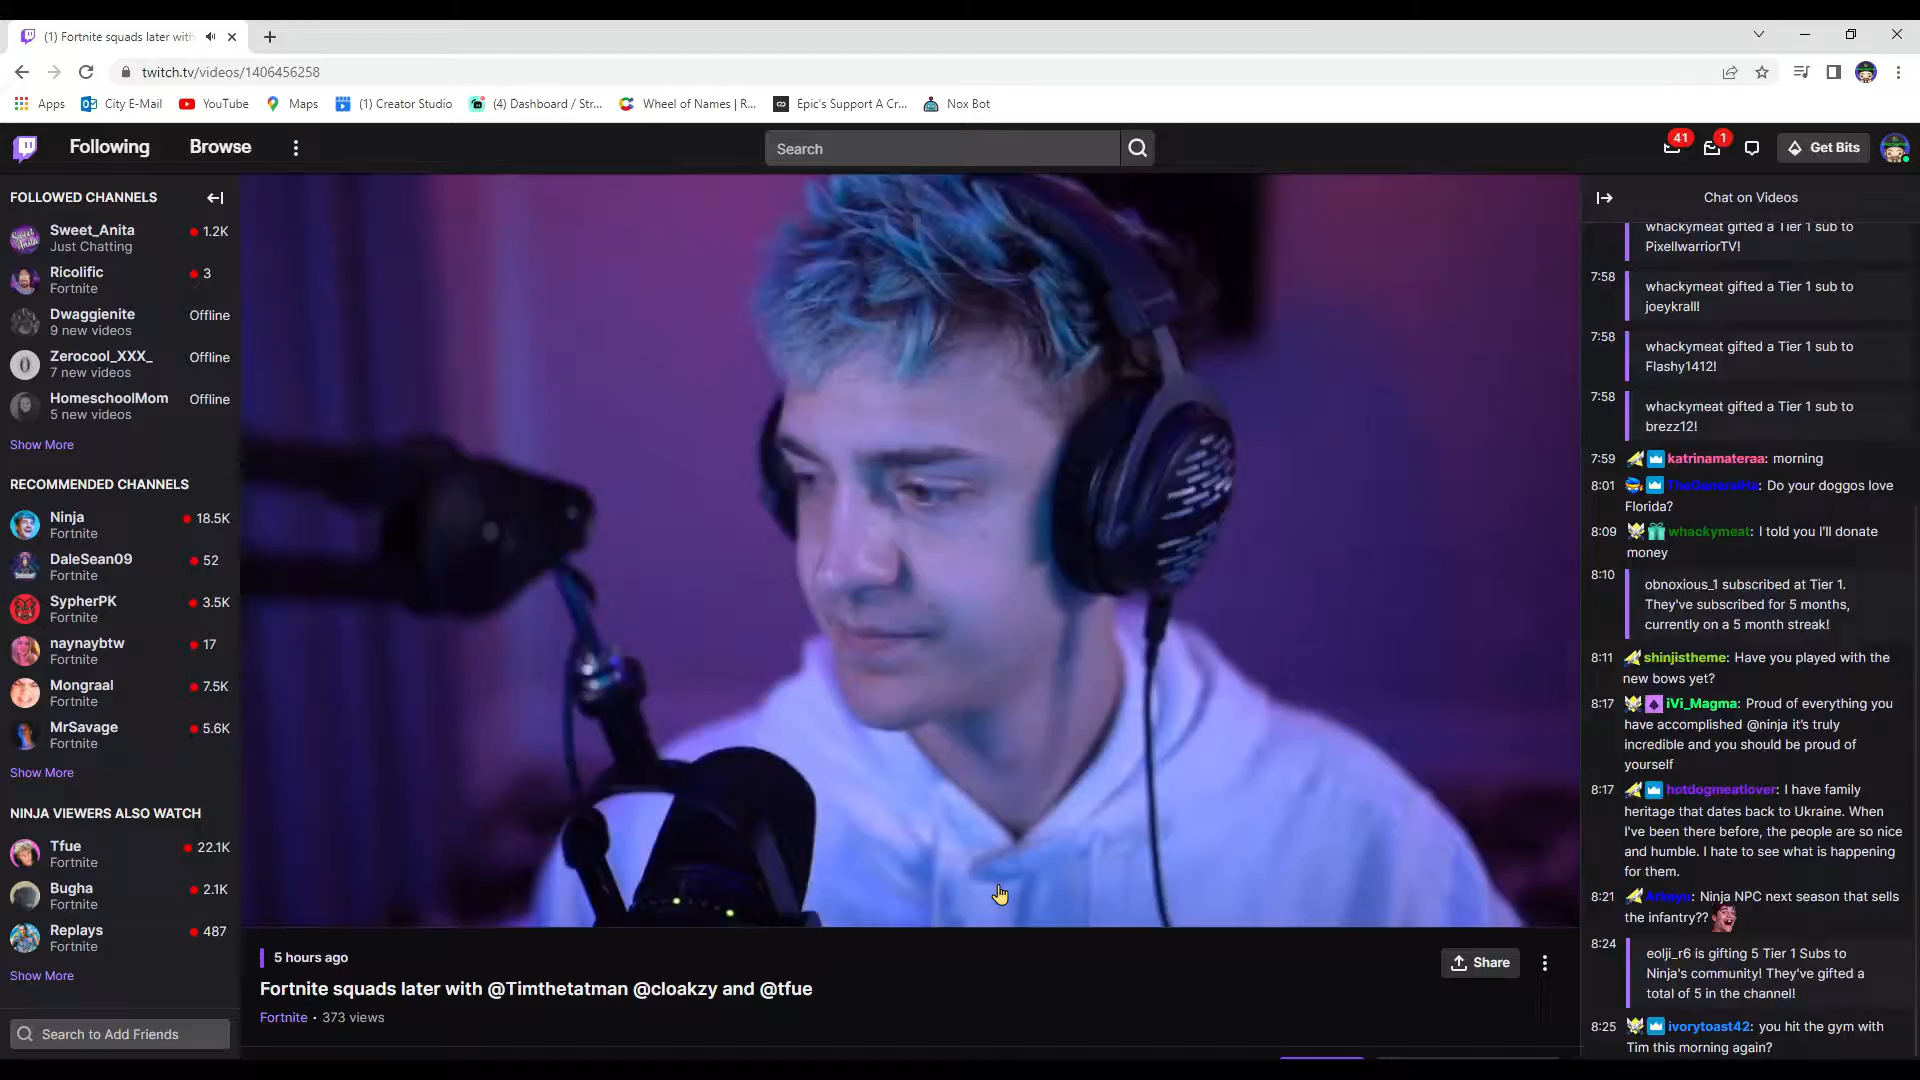 (1) Fortnite squads later with
twitch.tv/videos/1406456258
Apps City E-Mail YouTube Maps (1) Creator Studio (4) Dashboard / Str... Wheel of Names | R... Epic's Support A Cr... Nox Bot
Following Browse Search 41 1 Get Bits
FOLLOWED CHANNELS
Sweet_Anita 1.2K
Just Chatting
Ricolific 3
Fortnite
Dwaggienite Offline
9 new videos
Zerocool_XXX_ Offline
7 new videos
HomeschoolMom Offline
5 new videos
Show More
RECOMMENDED CHANNELS
Ninja 18.5K
Fortnite
DaleSean09 52
Fortnite
SypherPK 3.5K
Fortnite
naynaybtw 17
Fortnite
Mongraal 7.5K
Fortnite
MrSavage 5.6K
Fortnite
Show More
NINJA VIEWERS ALSO WATCH
Tfue 22.1K
Fortnite
Bugha 2.1K
Fortnite
Replays 487
Fortnite
Show More
Search to Add Friends
5 hours ago
Fortnite squads later with @Timthetatman @cloakzy and @tfue
Fortnite • 373 views
Share
Chat on Videos
whackymeat gifted a Tier 1 sub to
PixellwarriorTV!
7:58 whackymeat gifted a Tier 1 sub to
joeykrall!
7:58 whackymeat gifted a Tier 1 sub to
Flashy1412!
7:58 whackymeat gifted a Tier 1 sub to
brezz12!
7:59 katrinamateraa: morning
8:01 TheGeneralHa: Do your doggos love
Florida?
8:09 whackymeat: I told you I'll donate
money
8:10 obnoxious_1 subscribed at Tier 1.
They've subscribed for 5 months,
currently on a 5 month streak!
8:11 shinjistheme: Have you played with the
new bows yet?
8:17 iVi_Magma: Proud of everything you
have accomplished @ninja it's truly
incredible and you should be proud of
yourself
8:17 hotdogmeatlover: I have family
heritage that dates back to Ukraine. When
I've been there before, the people are so nice
and humble. I hate to see what is happening
for them.
8:21 Arkeyu: Ninja NPC next season that sells
the infantry??
8:24 eolji_r6 is gifting 5 Tier 1 Subs to
Ninja's community! They've gifted a
total of 5 in the channel!
8:25 ivorytoast42: you hit the gym with
Tim this morning again?